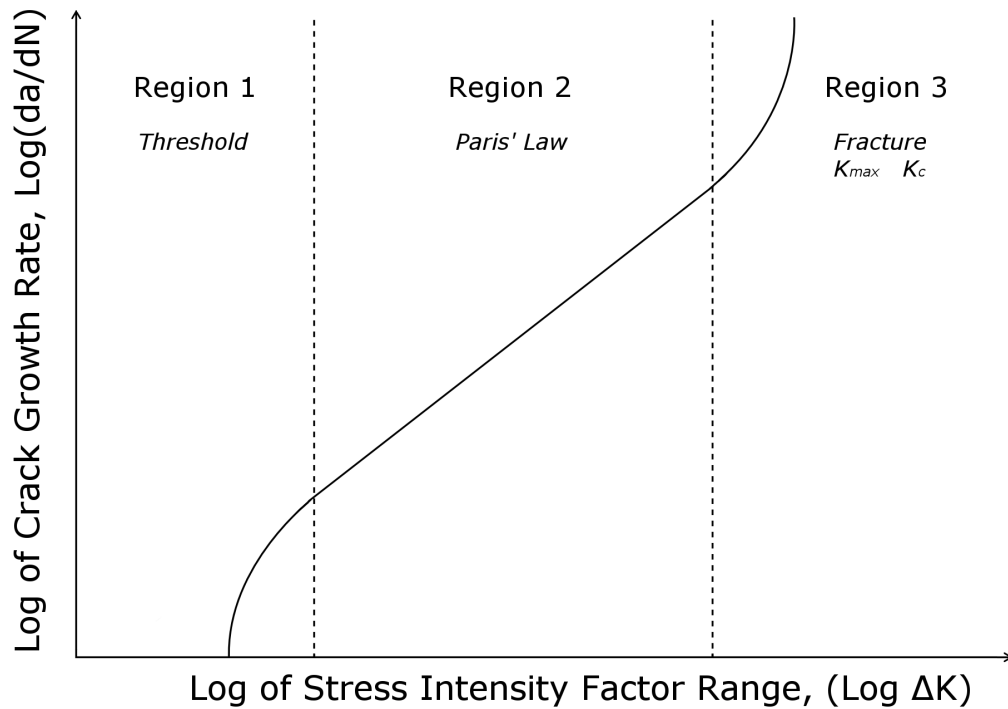 Log of Crack Growth Rate, Log(da/dN)
Region 1
Threshold
Region 2
Paris' Law
Region 3
Fracture
Kmax Kc
Log of Stress Intensity Factor Range, (Log ΔK)